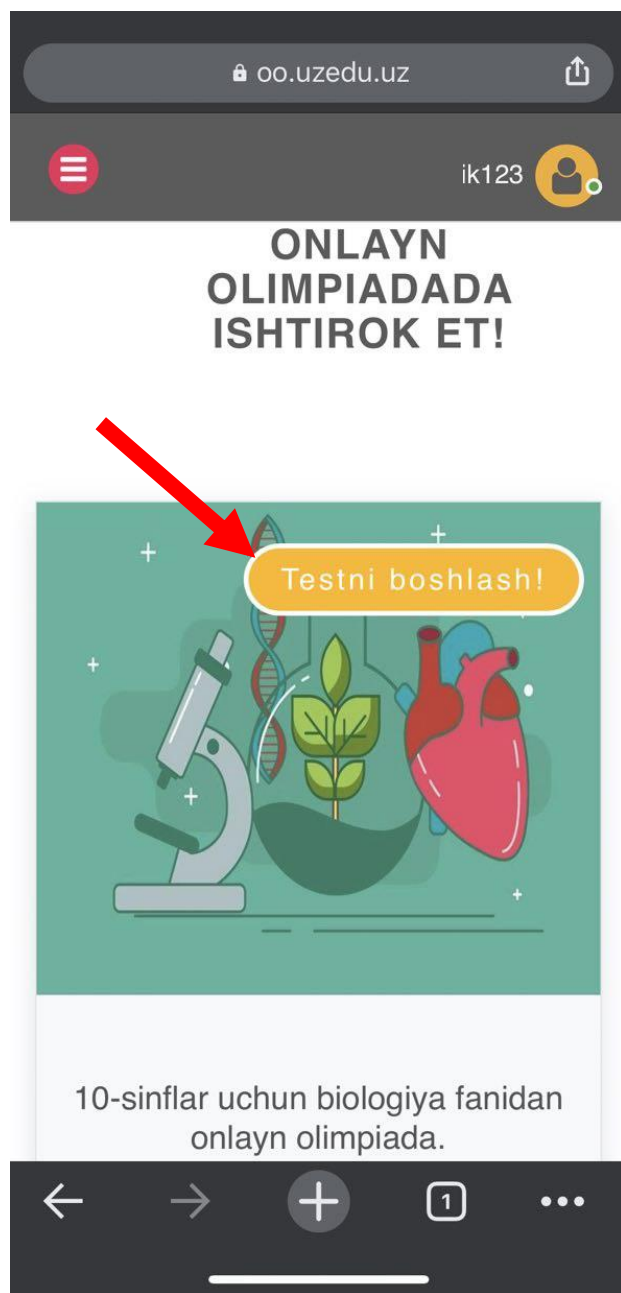 oo.uzedu.uz
ik123
ONLAYN
OLIMPIADADA
ISHTIROK ET!
Testni boshlash!
10-sinflar uchun biologiya fanidan
onlayn olimpiada.
1